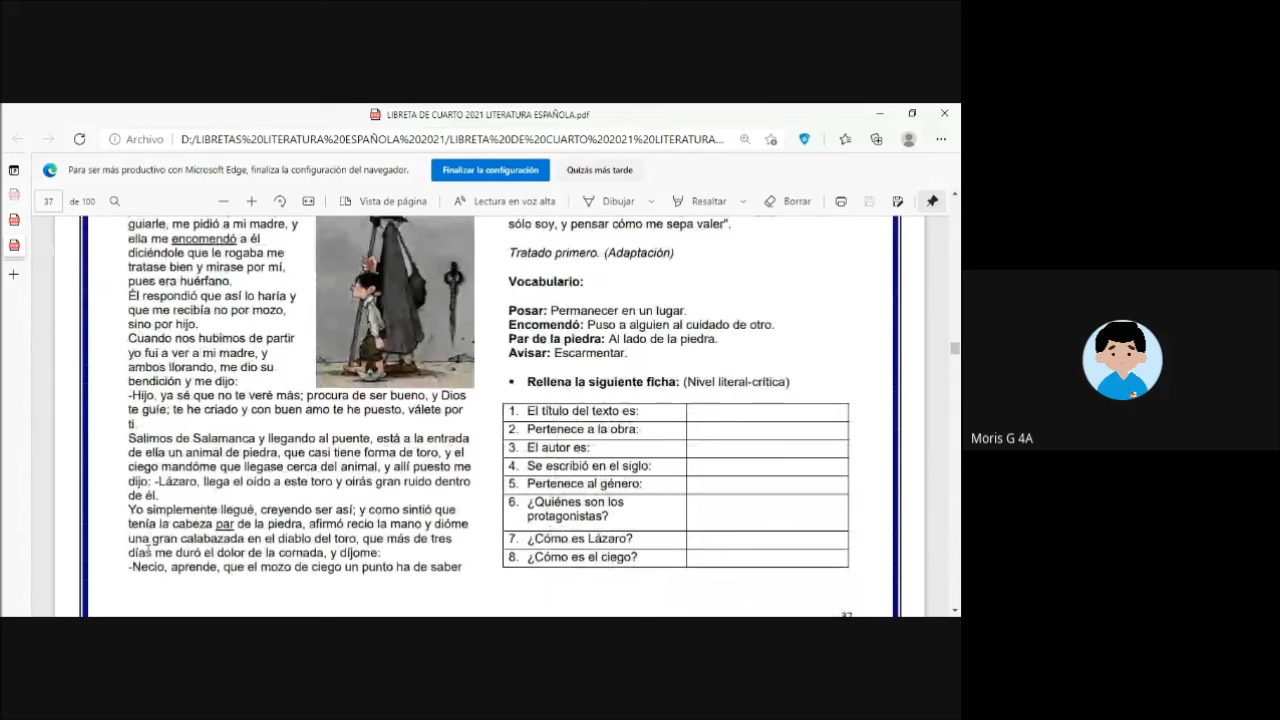 LIBRETA DE CUARTO 2021 LITERATURA ESPAÑOLA.pdf
Archivo
D:/LIBRETAS%20LITERATURA%20ESPAÑOLA%202021/LIBRETA%20DE%20CUARTO%202021%20LITERATURA...
Para ser más productivo con Microsoft Edge, finaliza la configuración del navegador.
Finalizar la configuración
Quizás más tarde
37 de 100
Vista de página
Lectura en voz alta
Dibujar
Resaltar
Borrar
guiarle, me pidió a mi madre, y
ella me encomendó a él
diciéndole que le rogaba me
tratase bien y mirase por mí,
pues era huérfano.
Él respondió que así lo haría y
que me recibía no por mozo,
sino por hijo.
Cuando nos hubimos de partir
yo fui a ver a mi madre, y
ambos llorando, me dio su
bendición y me dijo:
-Hijo, ya sé que no te veré más; procura de ser bueno, y Dios
te guíe; te he criado y con buen amo te he puesto, válete por
ti.
Salimos de Salamanca y llegando al puente, está a la entrada
de ella un animal de piedra, que casi tiene forma de toro, y el
ciego mandóme que llegase cerca del animal, y allí puesto me
dijo: -Lázaro, llega el oído a este toro y oirás gran ruido dentro
de él.
Yo simplemente llegué, creyendo ser así; y como sintió que
tenía la cabeza par de la piedra, afirmó recio la mano y dióme
una gran calabazada en el diablo del toro, que más de tres
días me duró el dolor de la cornada, y díjome:
-Necio, aprende, que el mozo de ciego un punto ha de saber
sólo soy, y pensar cómo me sepa valer".
Tratado primero. (Adaptación)
Vocabulario:
Posar: Permanecer en un lugar.
Encomendó: Puso a alguien al cuidado de otro.
Par de la piedra: Al lado de la piedra.
Avisar: Escarmentar.
▪ Rellena la siguiente ficha: (Nivel literal-crítica)
1. El título del texto es:
2. Pertenece a la obra:
3. El autor es:
4. Se escribió en el siglo:
5. Pertenece al género:
6. ¿Quiénes son los
protagonistas?
7. ¿Cómo es Lázaro?
8. ¿Cómo es el ciego?
37
Moris G 4A